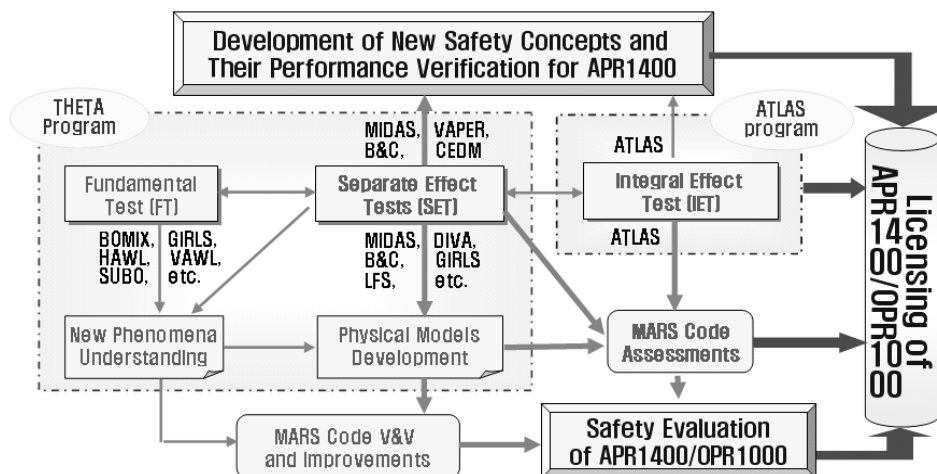 Development of New Safety Concepts and
Their Performance Verification for APR1400
THETA
Program
ATLAS
program
MIDAS, VAPER,
B&C, CEDM
ATLAS
Fundamental
Test (FT)
Separate Effect
Tests (SET)
Integral Effect
Test (IET)
BOMIX, GIRLS,
HAWL, VAWL,
SUBO, etc.
MIDAS, DIVA,
B&C, GIRLS
LFS, etc.
ATLAS
New Phenomena
Understanding
Physical Models
Development
MARS Code
Assessments
MARS Code V&V
and Improvements
Safety Evaluation
of APR1400/OPR1000
Licensing of
APR1400/OPR10
00